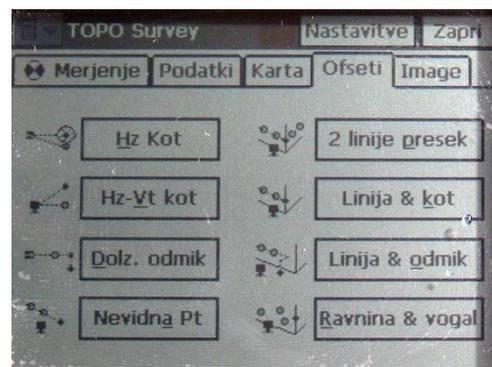 TOPO Survey Nastavitve Zapri
Merjenje Podatki Karta Ofseti Image
Hz Kot 2 linije presek
Hz-Vt kot Linija & kot
Dolz. odmik Linija & odmik
Nevidna Pt Ravnina & vogal